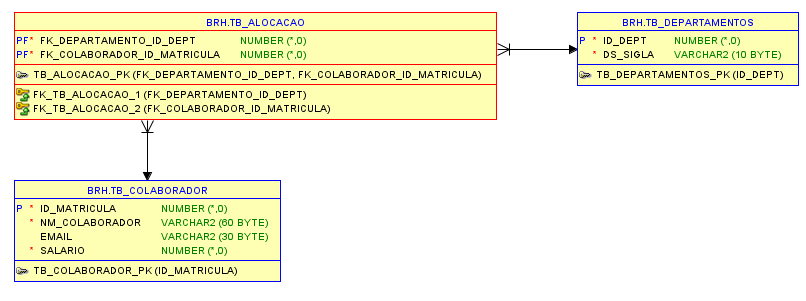 BRH.TB_ALOCACAO
PF* FK_DEPARTAMENTO_ID_DEPT NUMBER (*,0)
PF* FK_COLABORADOR_ID_MATRICULA NUMBER (*,0)
TB_ALOCACAO_PK (FK_DEPARTAMENTO_ID_DEPT, FK_COLABORADOR_ID_MATRICULA)
FK_TB_ALOCACAO_1 (FK_DEPARTAMENTO_ID_DEPT)
FK_TB_ALOCACAO_2 (FK_COLABORADOR_ID_MATRICULA)
BRH.TB_DEPARTAMENTOS
P * ID_DEPT NUMBER (*,0)
* DS_SIGLA VARCHAR2 (10 BYTE)
TB_DEPARTAMENTOS_PK (ID_DEPT)
BRH.TB_COLABORADOR
P * ID_MATRICULA NUMBER (*,0)
* NM_COLABORADOR VARCHAR2 (60 BYTE)
EMAIL VARCHAR2 (30 BYTE)
* SALARIO NUMBER (*,0)
TB_COLABORADOR_PK (ID_MATRICULA)